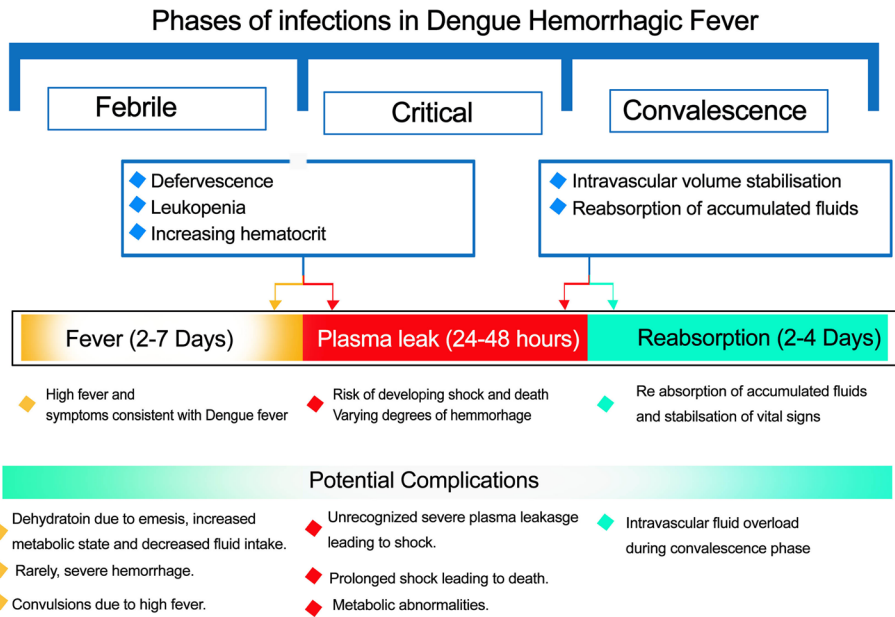 Phases of infections in Dengue Hemorrhagic Fever
Febrile
Critical
Convalescence
Defervescence
Leukopenia
Increasing hematocrit
Intravascular volume stabilisation
Reabsorption of accumulated fluids
Fever (2-7 Days)
Plasma leak (24-48 hours)
Reabsorption (2-4 Days)
High fever and
symptoms consistent with Dengue fever
Risk of developing shock and death
Varying degrees of hemmorhage
Re absorption of accumulated fluids
and stabilsation of vital signs
Potential Complications
Dehydratoin due to emesis, increased
metabolic state and decreased fluid intake.
Rarely, severe hemorrhage.
Convulsions due to high fever.
Unrecognized severe plasma leakasge
leading to shock.
Prolonged shock leading to death.
Metabolic abnormalities.
Intravascular fluid overload
during convalescence phase